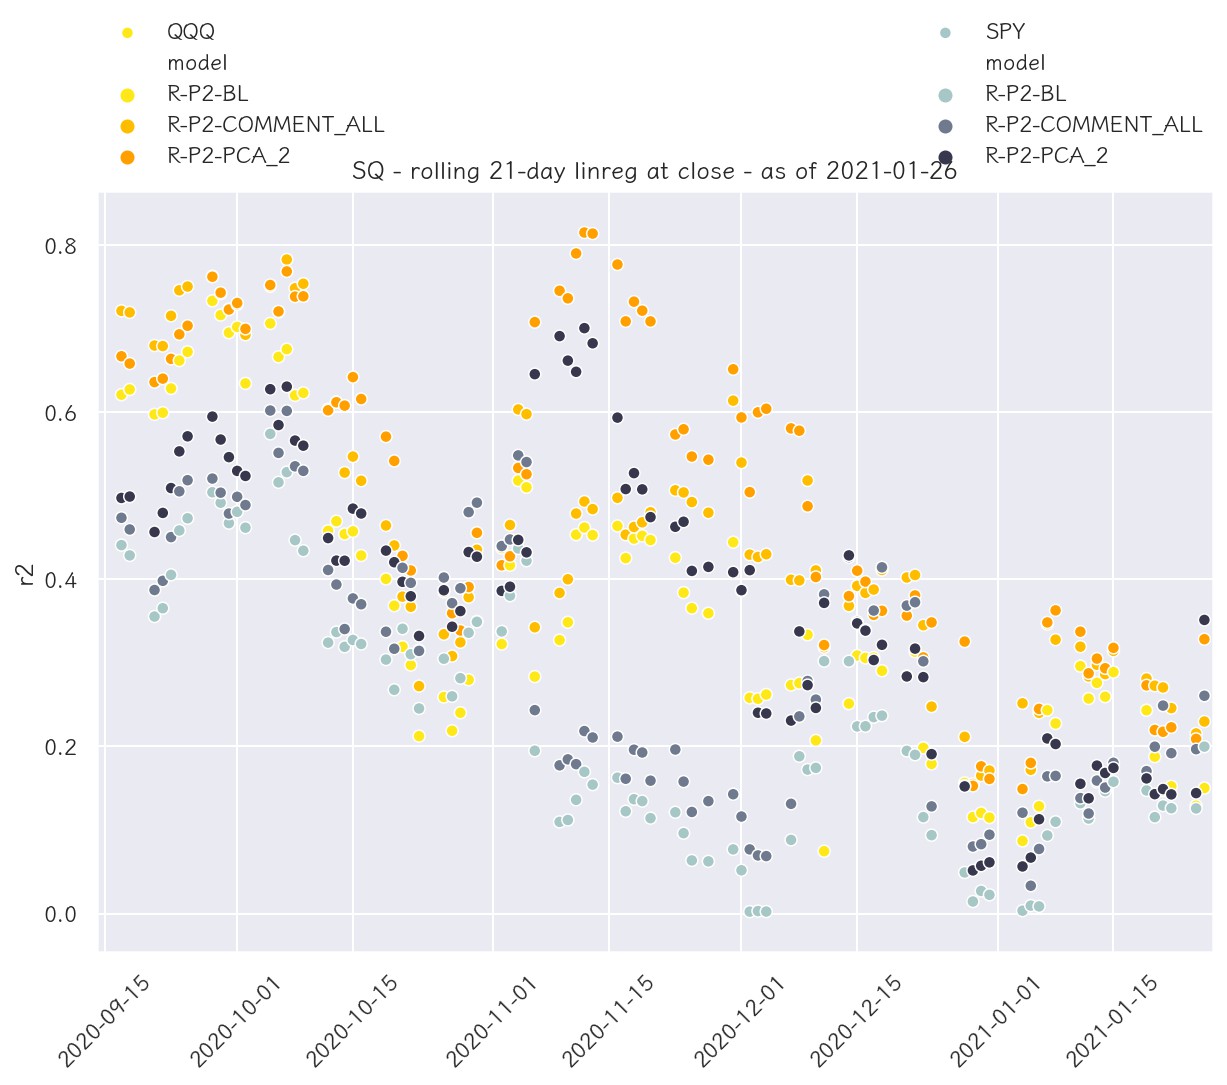 QQQ
model
R-P2-BL
R-P2-COMMENT_ALL
R-P2-PCA_2
SPY
model
R-P2-BL
R-P2-COMMENT_ALL
R-P2-PCA_2
SQ - rolling 21-day linreg at close - as of 2021-01-26
r2
0.8
0.6
0.4
0.2
0.0
2020-09-15
2020-10-01
2020-10-15
2020-11-01
2020-11-15
2020-12-01
2020-12-15
2021-01-01
2021-01-15